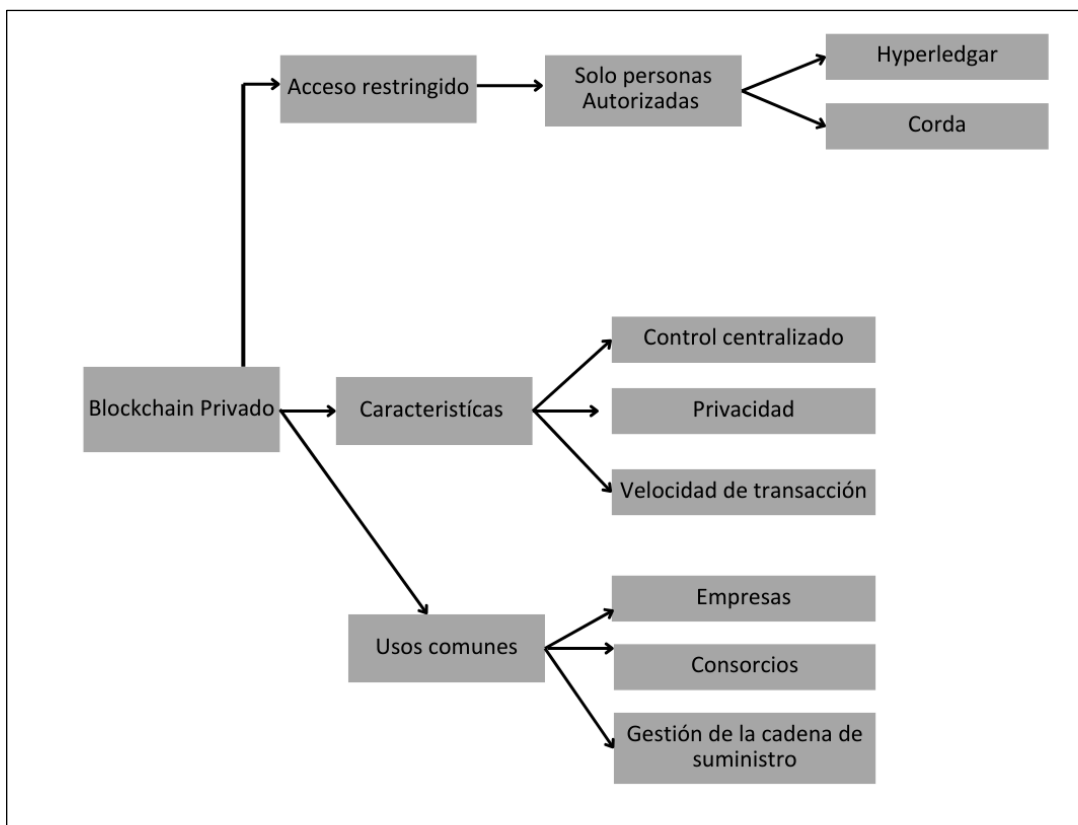 Acceso restringido
Solo personas
Autorizadas
Hyperledgar
Corda
Blockchain Privado
Caracteristícas
Control centralizado
Privacidad
Velocidad de transacción
Usos comunes
Empresas
Consorcios
Gestión de la cadena de
suministro